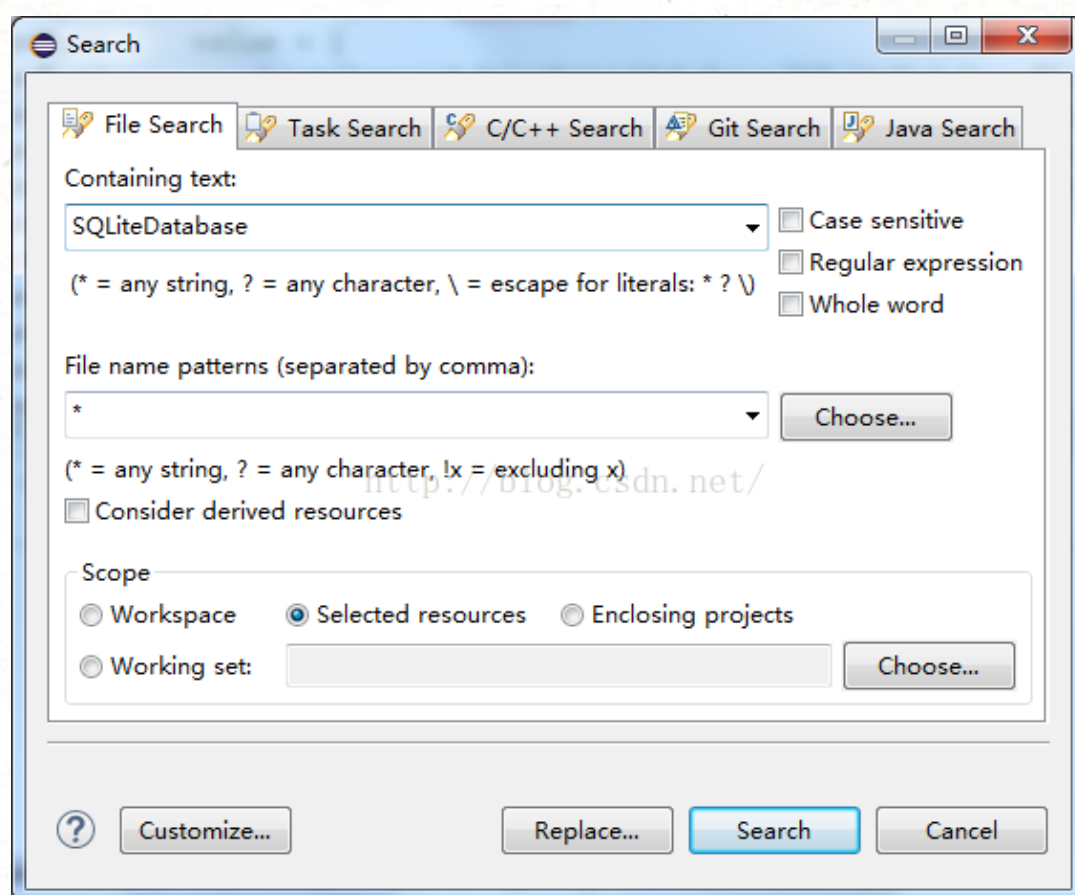 Search
File Search Task Search C/C++ Search Git Search Java Search
Containing text:
SQLiteDatabase
Case sensitive
(* = any string, ? = any character, \ = escape for literals: * ? \)
Regular expression
Whole word
File name patterns (separated by comma):
*
Choose...
(* = any string, ? = any character, !x = excluding x)
http://blog.csdn.net/
Consider derived resources
Scope
Workspace Selected resources Enclosing projects
Working set: Choose...
? Customize... Replace... Search Cancel